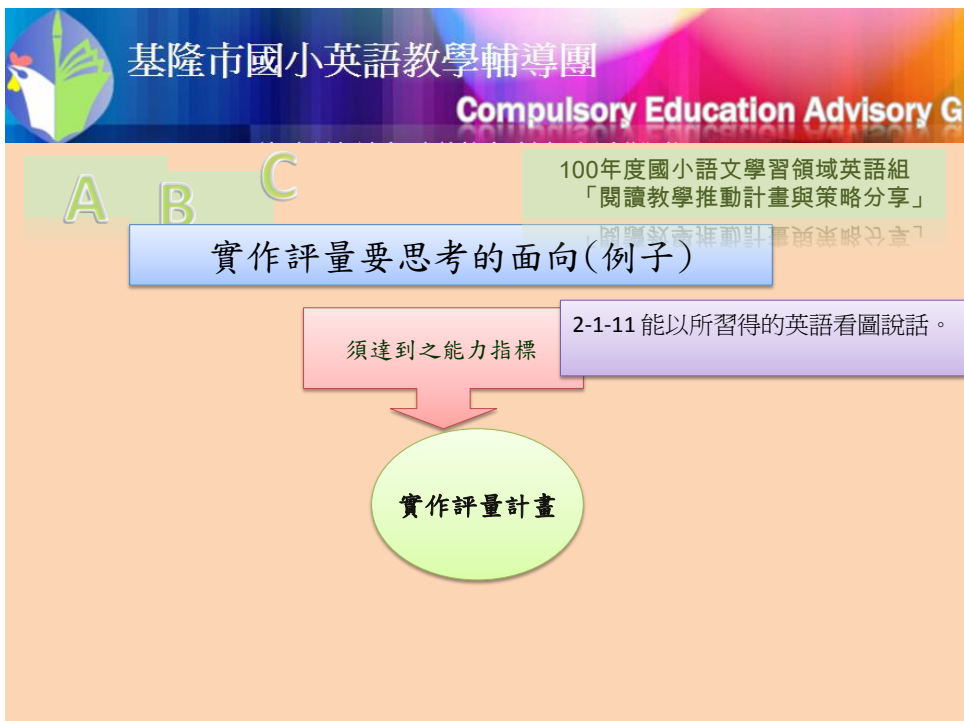 基隆市國小英語教學輔導團
Compulsory Education Advisory G
A B C
100年度國小語文學習領域英語組
「閱讀教學推動計畫與策略分享」
實作評量要思考的面向(例子)
須達到之能力指標
2-1-11 能以所習得的英語看圖說話。
實作評量計畫